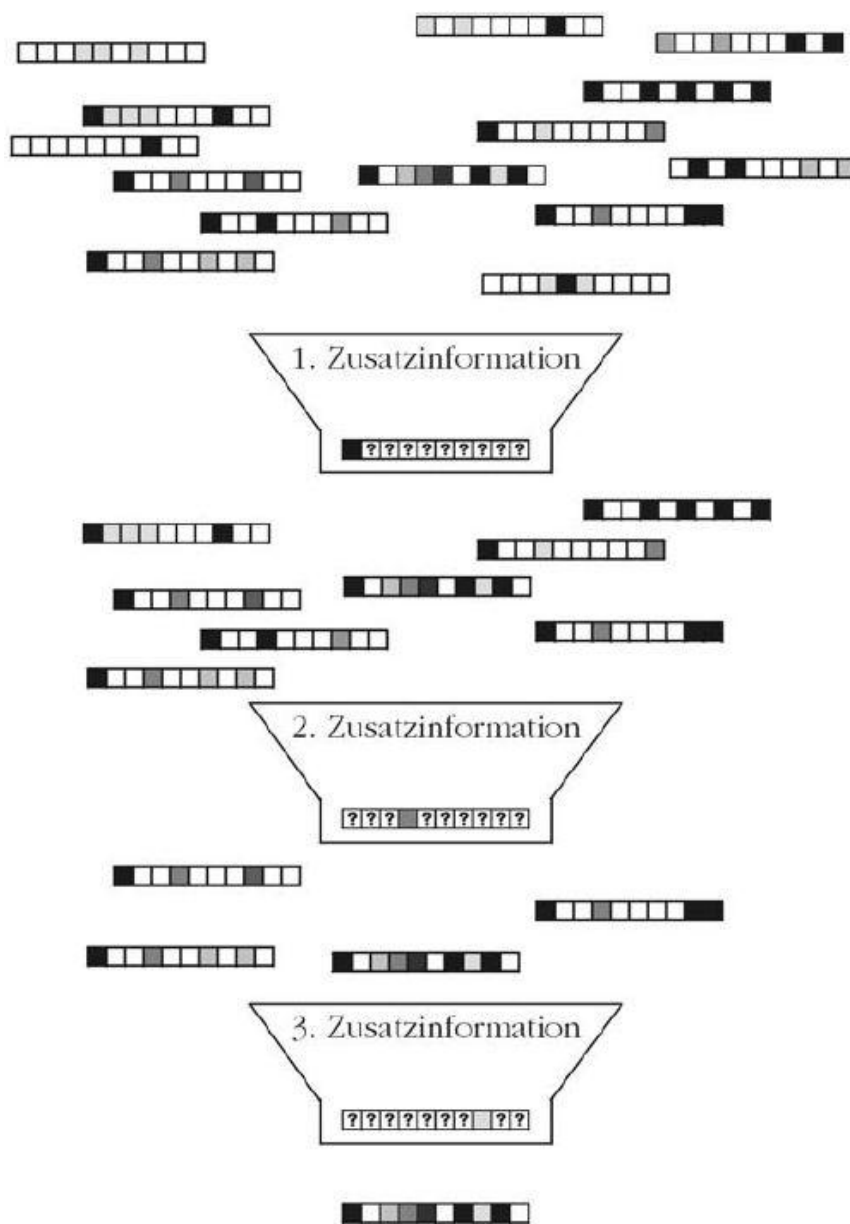 1. Zusatzinformation
? ? ? ? ? ? ? ? ?
2. Zusatzinformation
? ? ? ? ? ? ? ? ?
3. Zusatzinformation
? ? ? ? ? ? ? ? ?